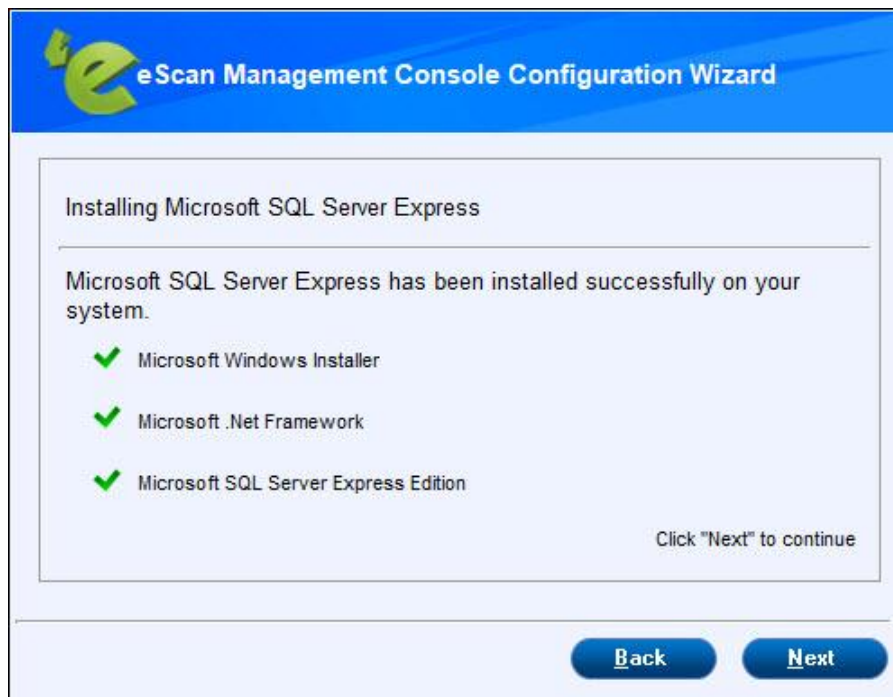 eScan Management Console Configuration Wizard
Installing Microsoft SQL Server Express
Microsoft SQL Server Express has been installed successfully on your
system.
Microsoft Windows Installer
Microsoft .Net Framework
Microsoft SQL Server Express Edition
Click "Next" to continue
Back
Next